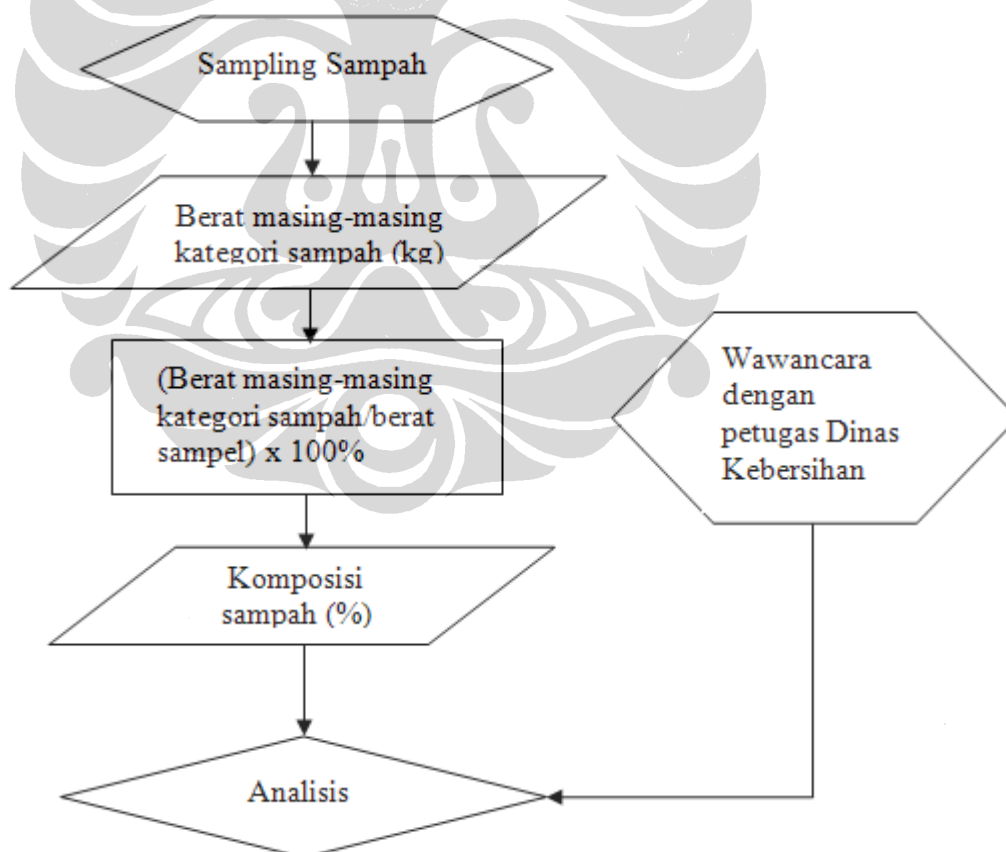 Sampling Sampah
Berat masing-masing
kategori sampah (kg)
(Berat masing-masing
kategori sampah/berat
sampel) x 100%
Wawancara
dengan
petugas Dinas
Kebersihan
Komposisi
sampah (%)
Analisis